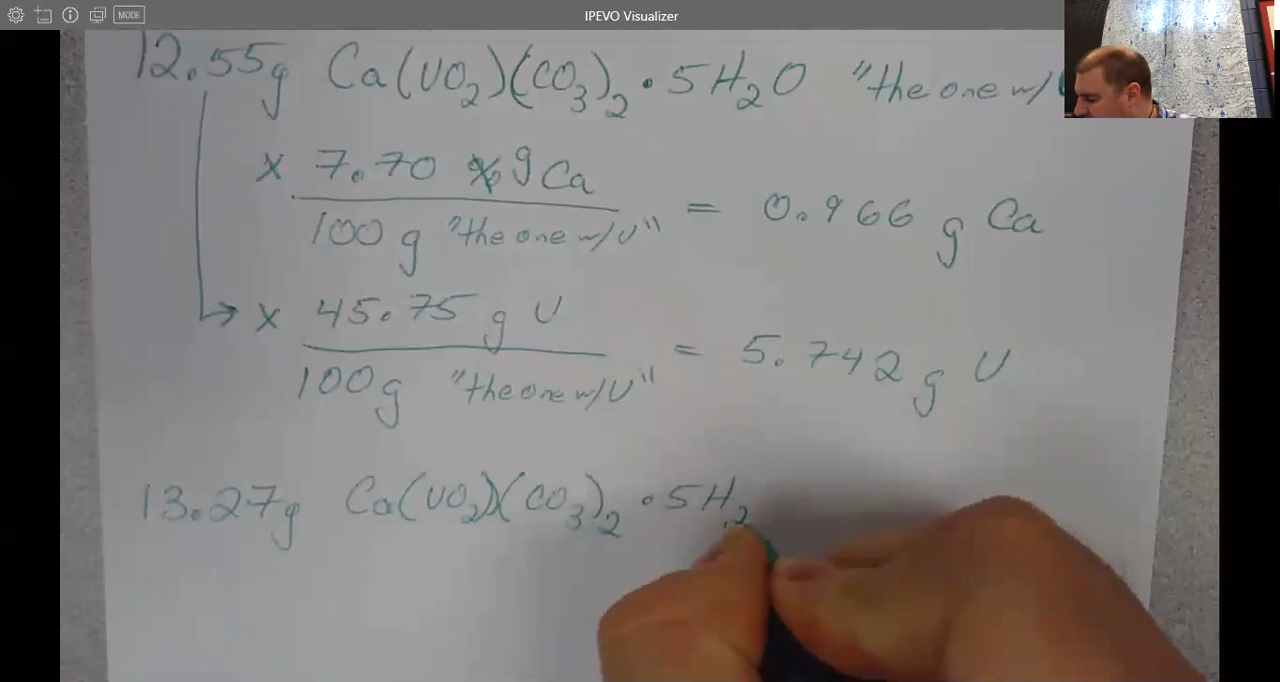 MODE
IPEVO Visualizer
12.55g Ca(UO₂)(CO₃)₂ • 5H₂O "the one w/
x 7.70 g Ca
100 g "the one w/U" = 0.966 g Ca
x 45.75 g U
100g "the one w/U" = 5.742 g U
13.27g Ca(UO₂)(CO₃)₂ • 5H₂